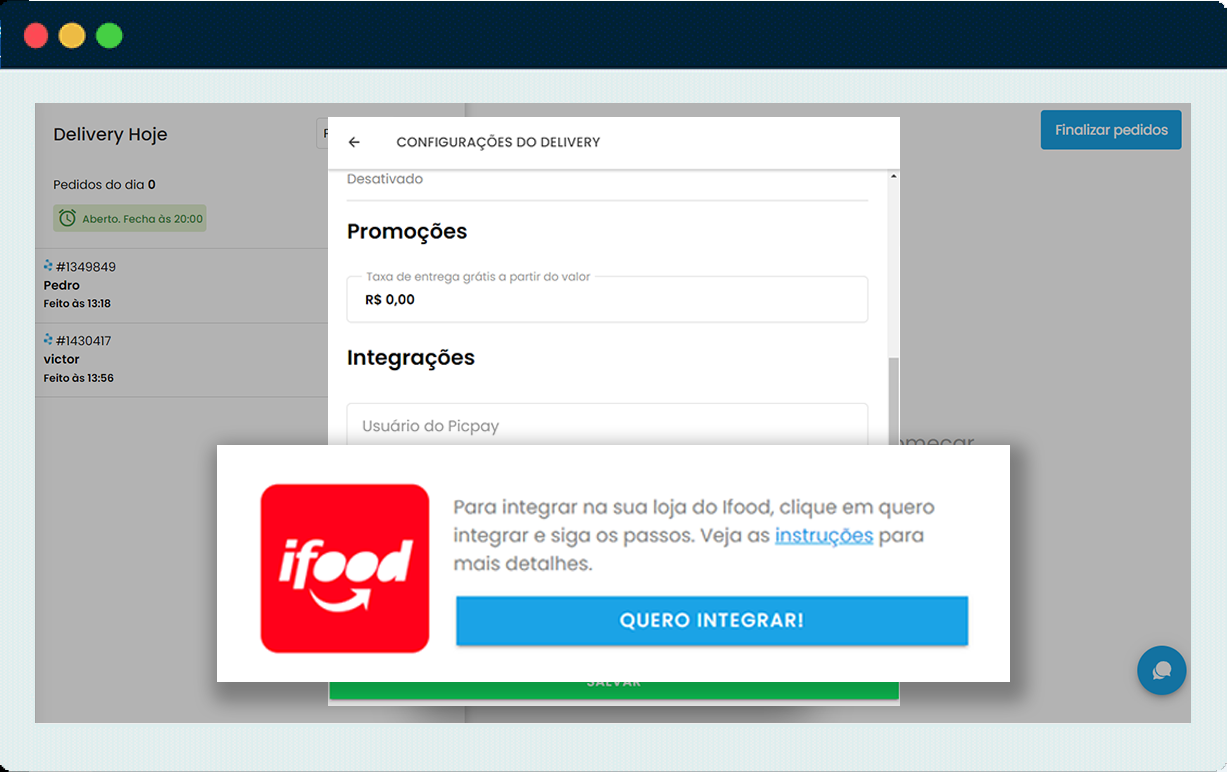 Delivery Hoje
Pedidos do dia 0
Aberto. Fecha às 20:00
#1349849
Pedro
Feito às 13:18
#1430417
victor
Feito às 13:56
CONFIGURAÇÕES DO DELIVERY
Desativado
Promoções
Taxa de entrega grátis a partir do valor
R$ 0,00
Integrações
Usuário do Picpay
ifood
Para integrar na sua loja do Ifood, clique em quero
integrar e siga os passos. Veja as instruções para
mais detalhes.
QUERO INTEGRAR!
SALVAR
Finalizar pedidos